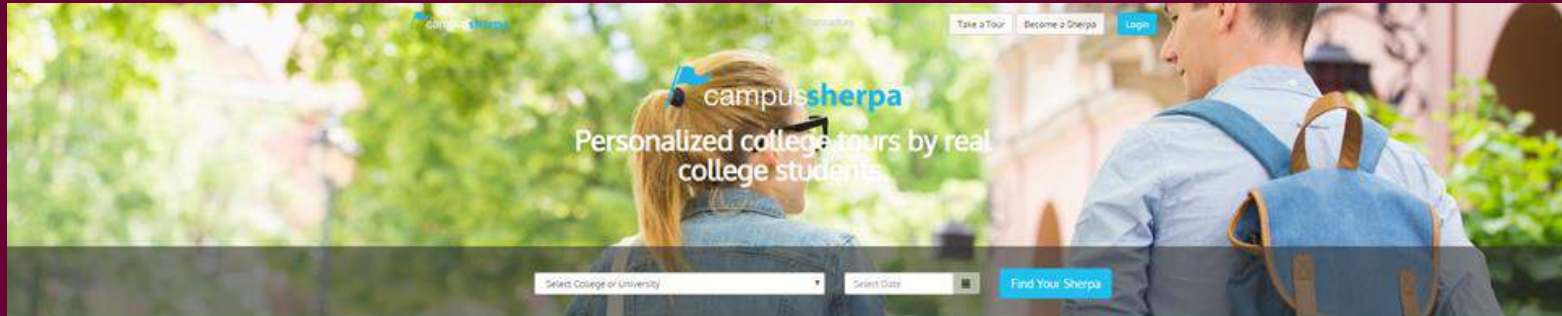 campussherpa
Take a Tour
Become a Sherpa
Login
campussherpa
Personalized college tours by real
college students
Select College or University
Select Date
Find Your Sherpa